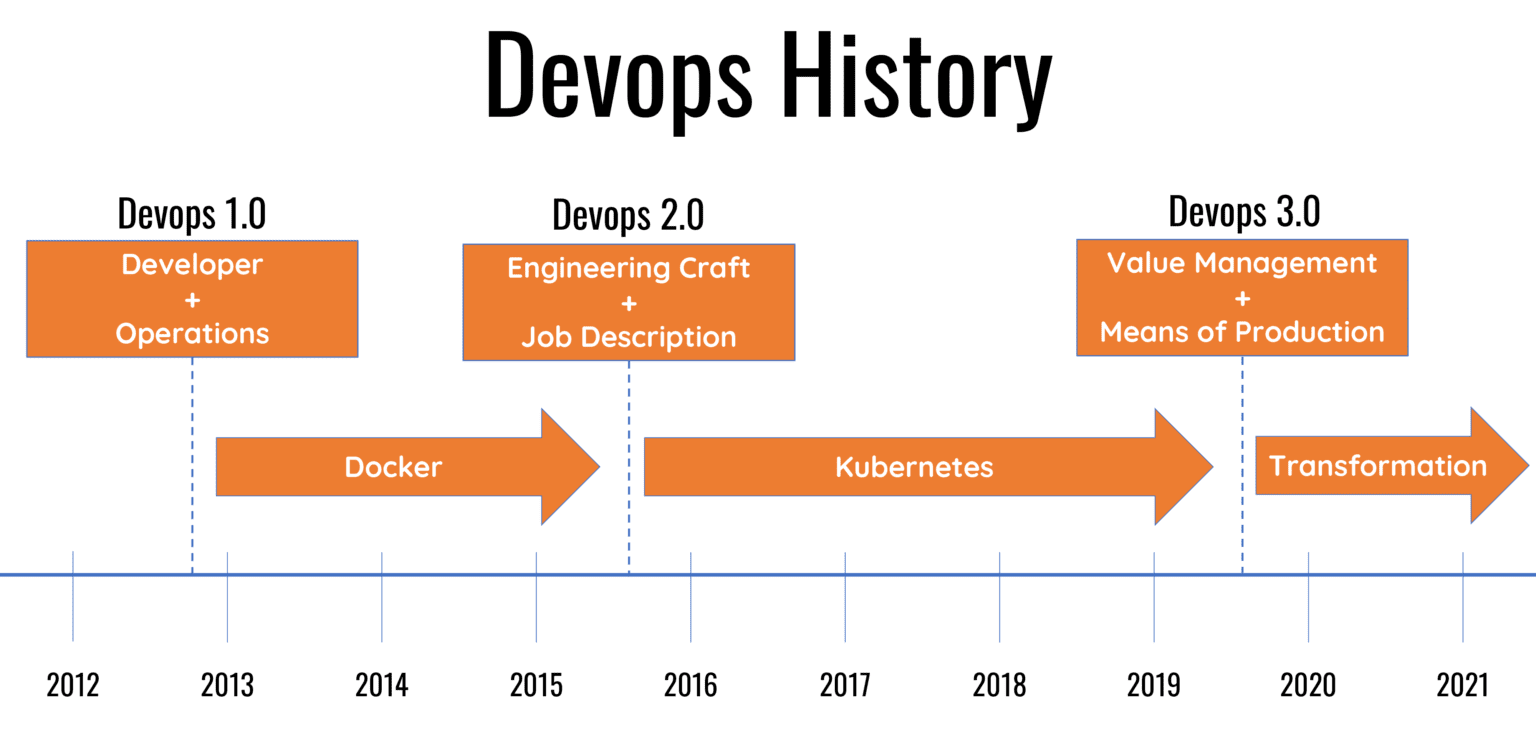 Devops History
Devops 1.0
Developer
+
Operations
Devops 2.0
Engineering Craft
+
Job Description
Devops 3.0
Value Management
+
Means of Production
Docker
Kubernetes
Transformation
2012
2013
2014
2015
2016
2017
2018
2019
2020
2021